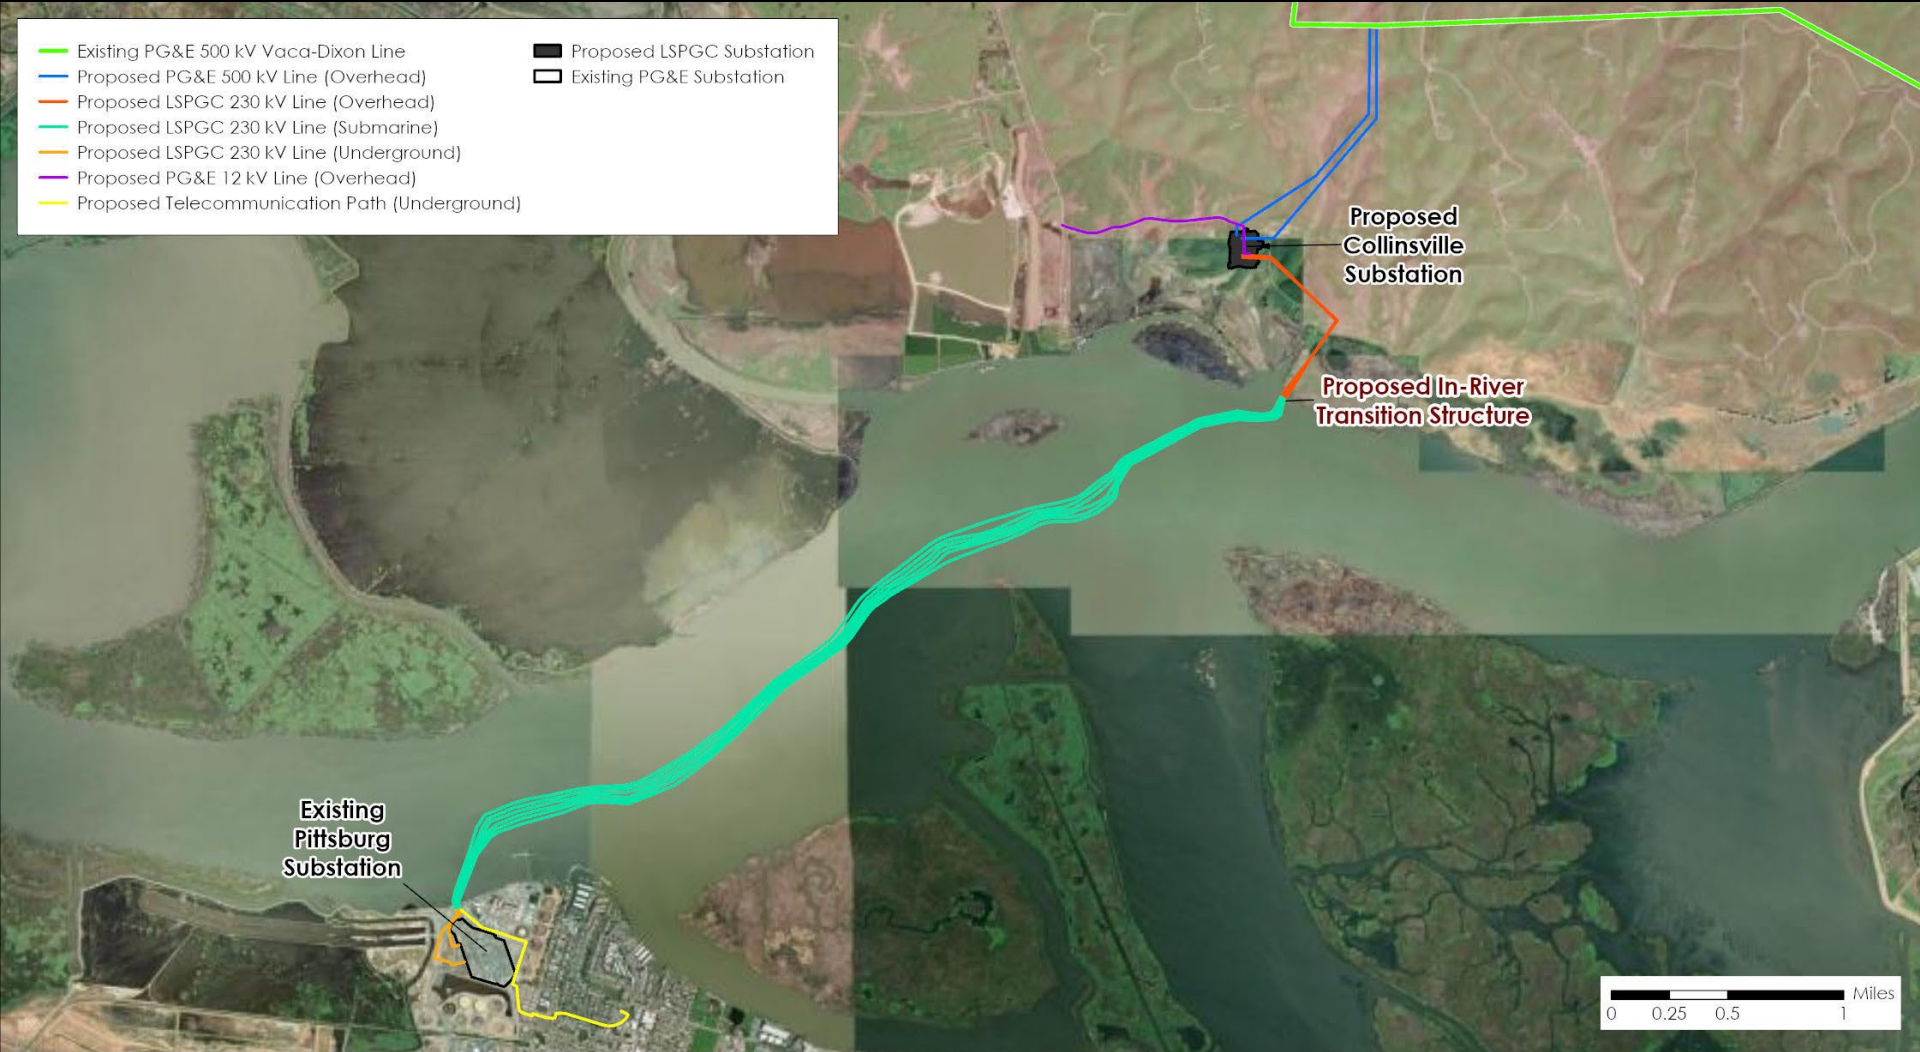 Existing PG&E 500 kV Vaca-Dixon Line
Proposed PG&E 500 kV Line (Overhead)
Proposed LSPGC 230 kV Line (Overhead)
Proposed LSPGC 230 kV Line (Submarine)
Proposed LSPGC 230 kV Line (Underground)
Proposed PG&E 12 kV Line (Overhead)
Proposed Telecommunication Path (Underground)
Proposed LSPGC Substation
Existing PG&E Substation
Proposed
Collinsville
Substation
Proposed In-River
Transition Structure
Existing
Pittsburg
Substation
Miles
0 0.25 0.5 1